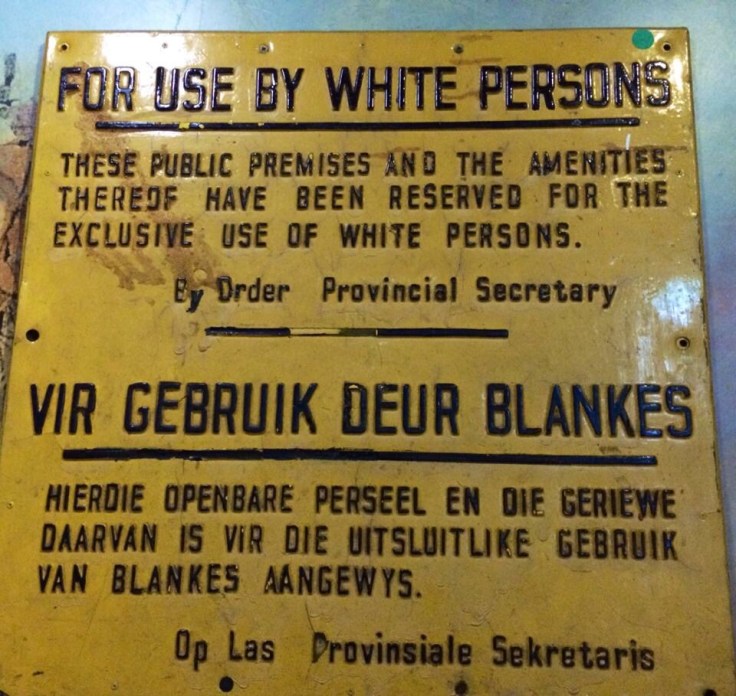 FOR USE BY WHITE PERSONS
THESE PUBLIC PREMISES AND THE AMENITIES
THEREOF HAVE BEEN RESERVED FOR THE
EXCLUSIVE USE OF WHITE PERSONS.
By Order Provincial Secretary
VIR GEBRUIK DEUR BLANKES
HIERDIE OPENBARE PERSEEL EN DIE GERIEWE
DAARVAN IS VIR DIE UITSLUITLIKE GEBRUIK
VAN BLANKES AANGEWYS.
Op Las Provinsiale Sekretaris